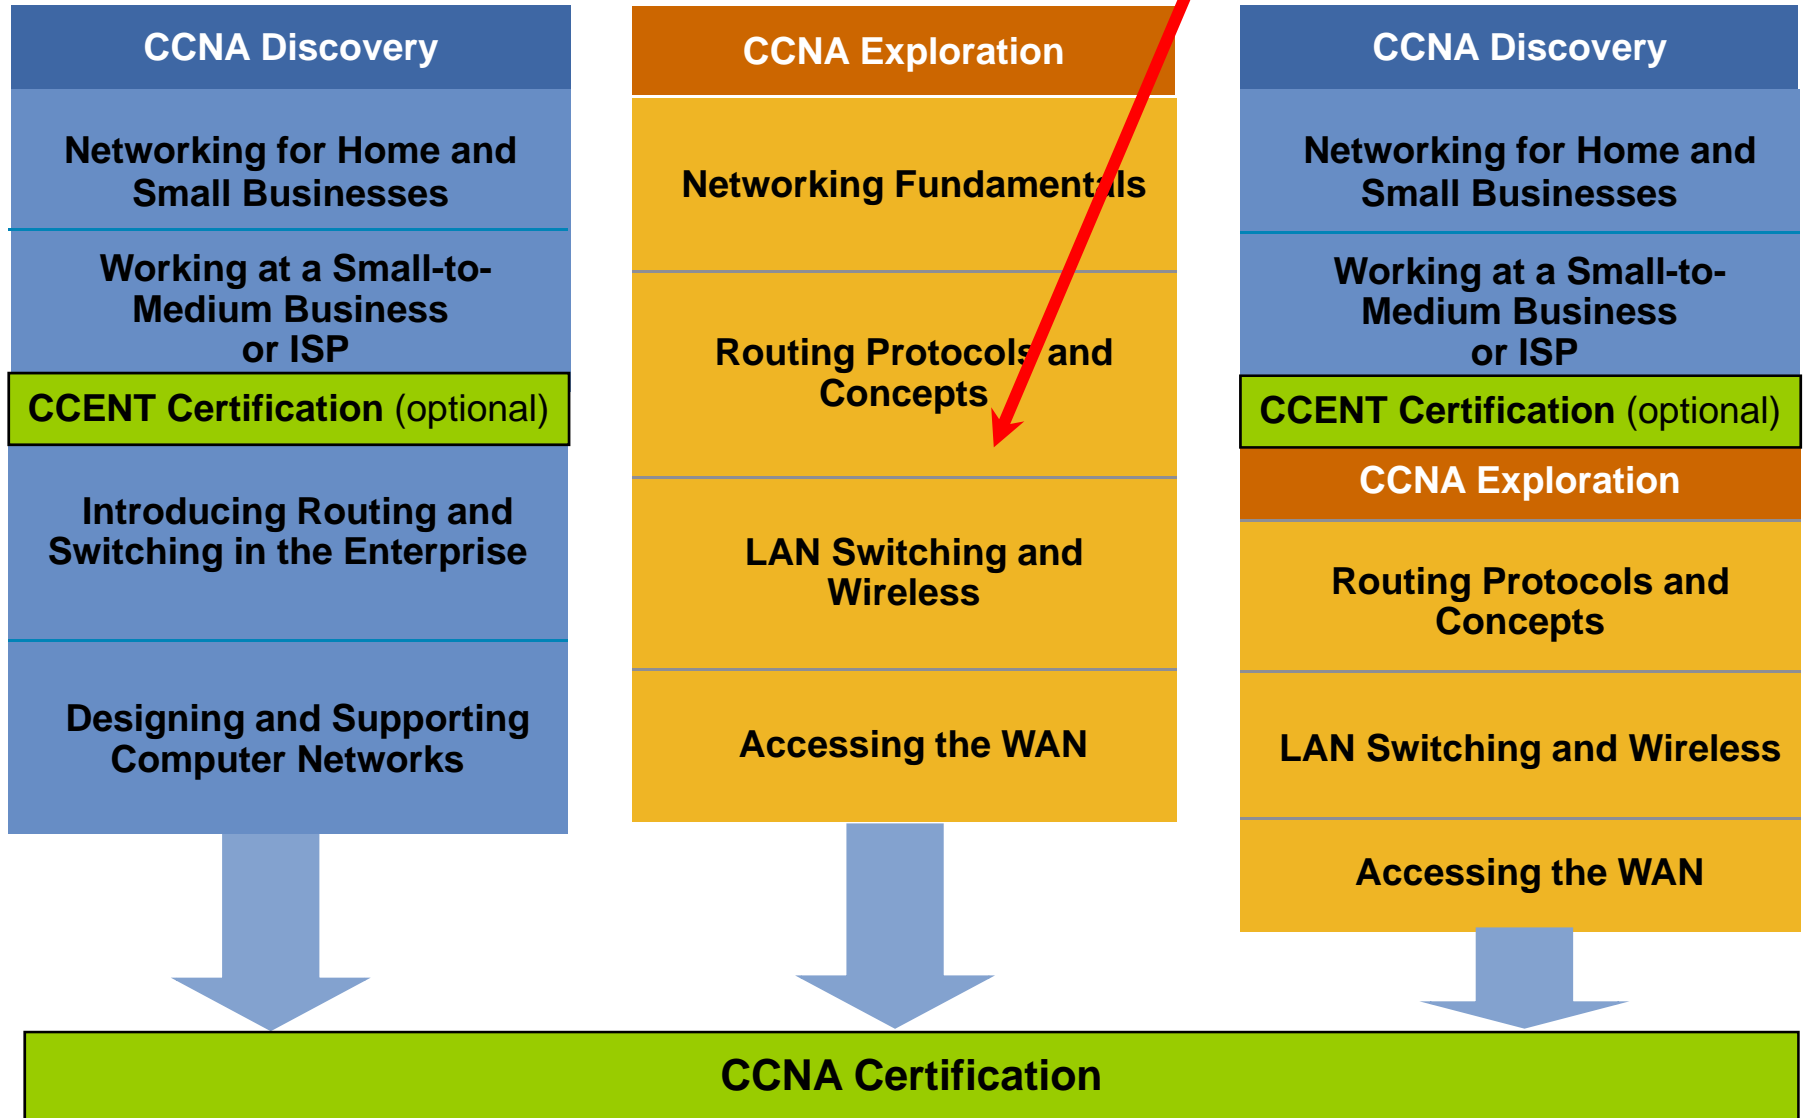 CCNA Discovery
Networking for Home and
Small Businesses
Working at a Small-to-
Medium Business
or ISP
CCENT Certification (optional)
Introducing Routing and
Switching in the Enterprise
Designing and Supporting
Computer Networks
CCNA Exploration
Networking Fundamentals
Routing Protocols and
Concepts
LAN Switching and
Wireless
Accessing the WAN
CCNA Discovery
Networking for Home and
Small Businesses
Working at a Small-to-
Medium Business
or ISP
CCENT Certification (optional)
CCNA Exploration
Routing Protocols and
Concepts
LAN Switching and Wireless
Accessing the WAN
CCNA Certification